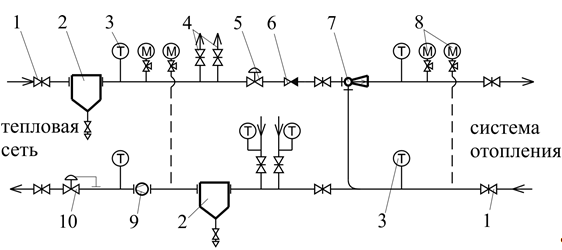 1 2 3 4 5 6 7 8
T M M T M M
тепловая
сеть
система
отопления
T T
T T
10 9 2 3 1